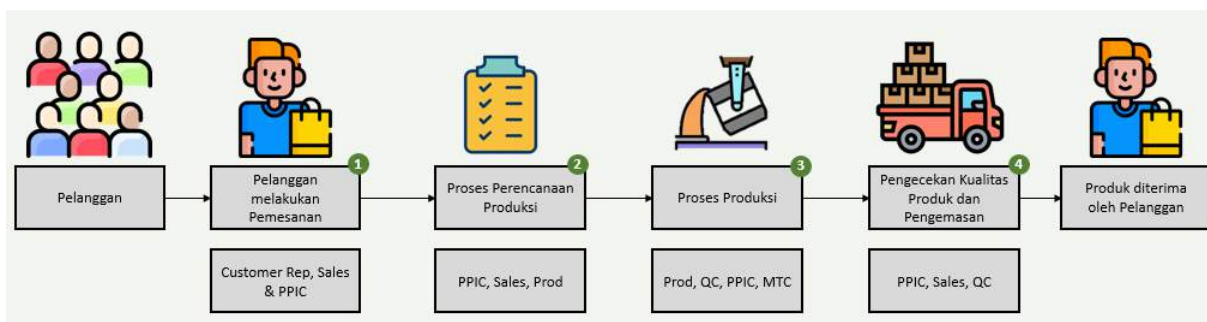 1
2
3
4
Pelanggan
Pelanggan
melakukan
Pemesanan
Proses Perencanaan
Produksi
Proses Produksi
Pengecekan Kualitas
Produk dan
Pengemasan
Produk diterima
oleh Pelanggan
Customer Rep, Sales
& PPIC
PPIC, Sales, Prod
Prod, QC, PPIC, MTC
PPIC, Sales, QC